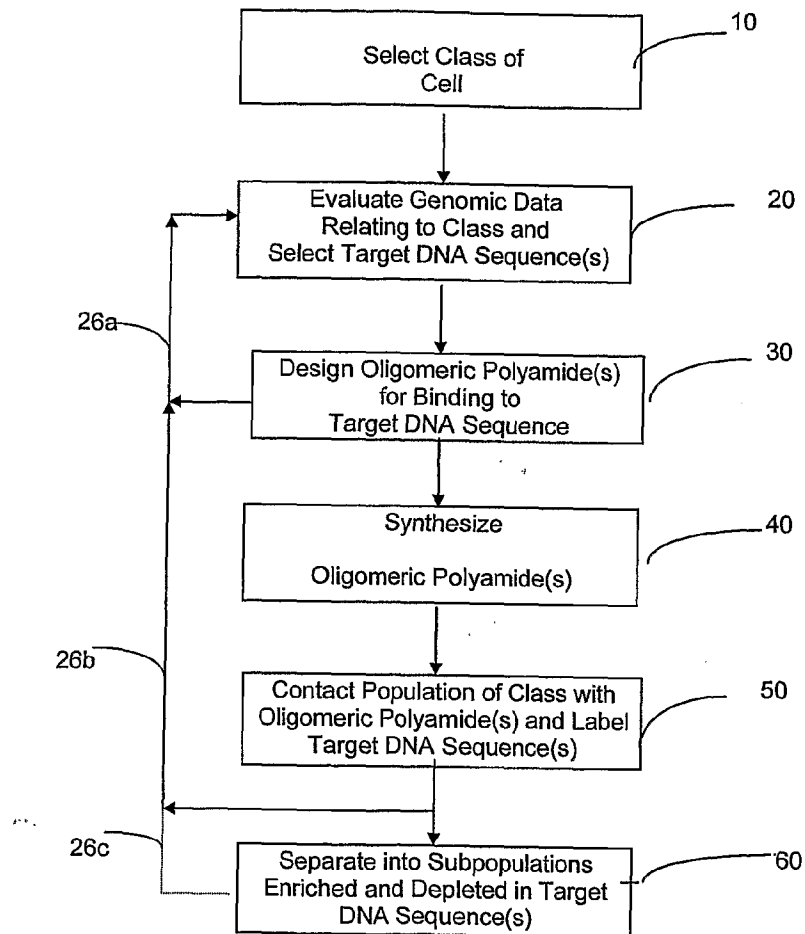 10
Select Class of
Cell
20
Evaluate Genomic Data
Relating to Class and
Select Target DNA Sequence(s)
26a
30
Design Oligomeric Polyamide(s)
for Binding to
Target DNA Sequence
40
Synthesize
Oligomeric Polyamide(s)
26b
50
Contact Population of Class with
Oligomeric Polyamide(s) and Label
Target DNA Sequence(s)
26c
60
Separate into Subpopulations
Enriched and Depleted in Target
DNA Sequence(s)